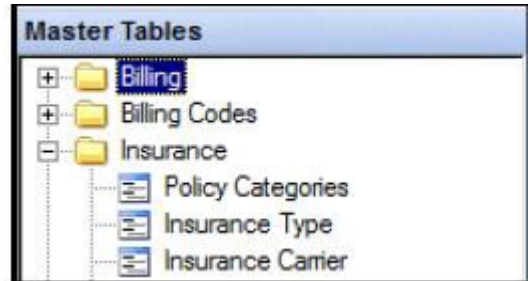 Master Tables
Billing
Billing Codes
Insurance
Policy Categories
Insurance Type
Insurance Carrier